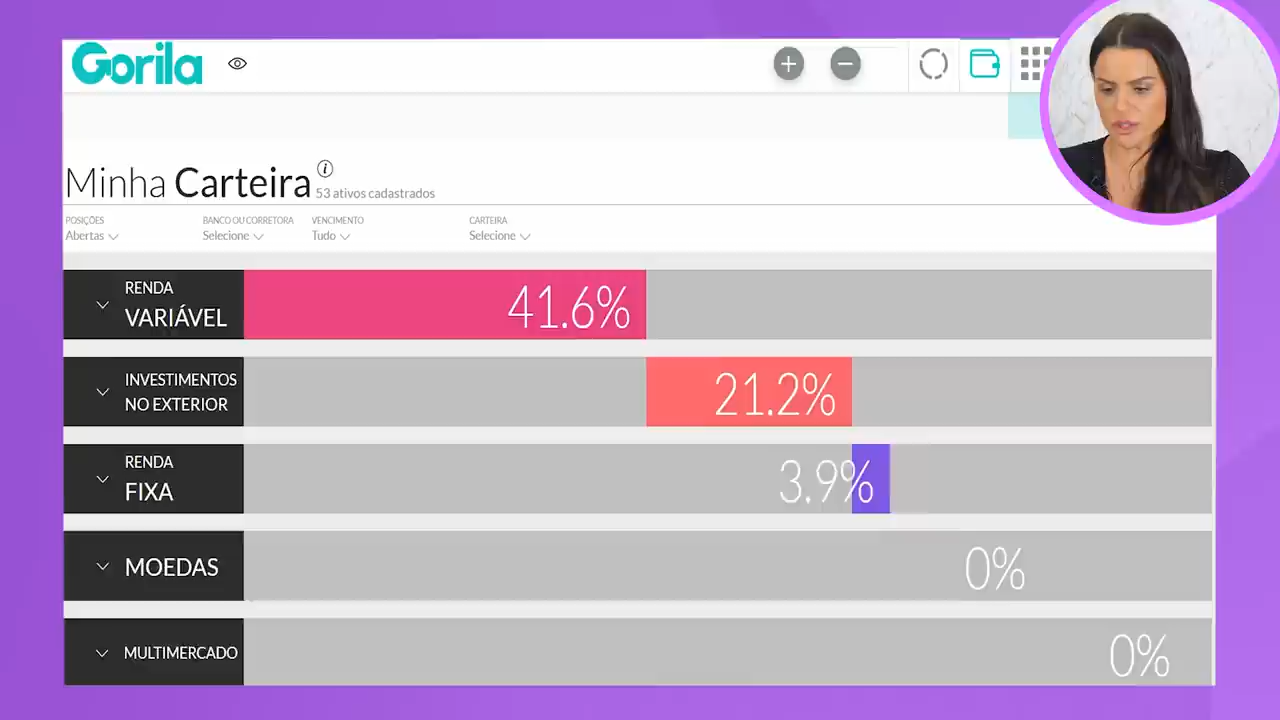 Gorila
Minha Carteira
53 ativos cadastrados
POSIÇÕES BANCO OU CORRETORA VENCIMENTO CARTEIRA
Abertas Selecione Tudo Selecione
RENDA
VARIÁVEL
41.6%
INVESTIMENTOS
NO EXTERIOR
21.2%
RENDA
FIXA
3.9%
MOEDAS
0%
MULTIMERCADO
0%